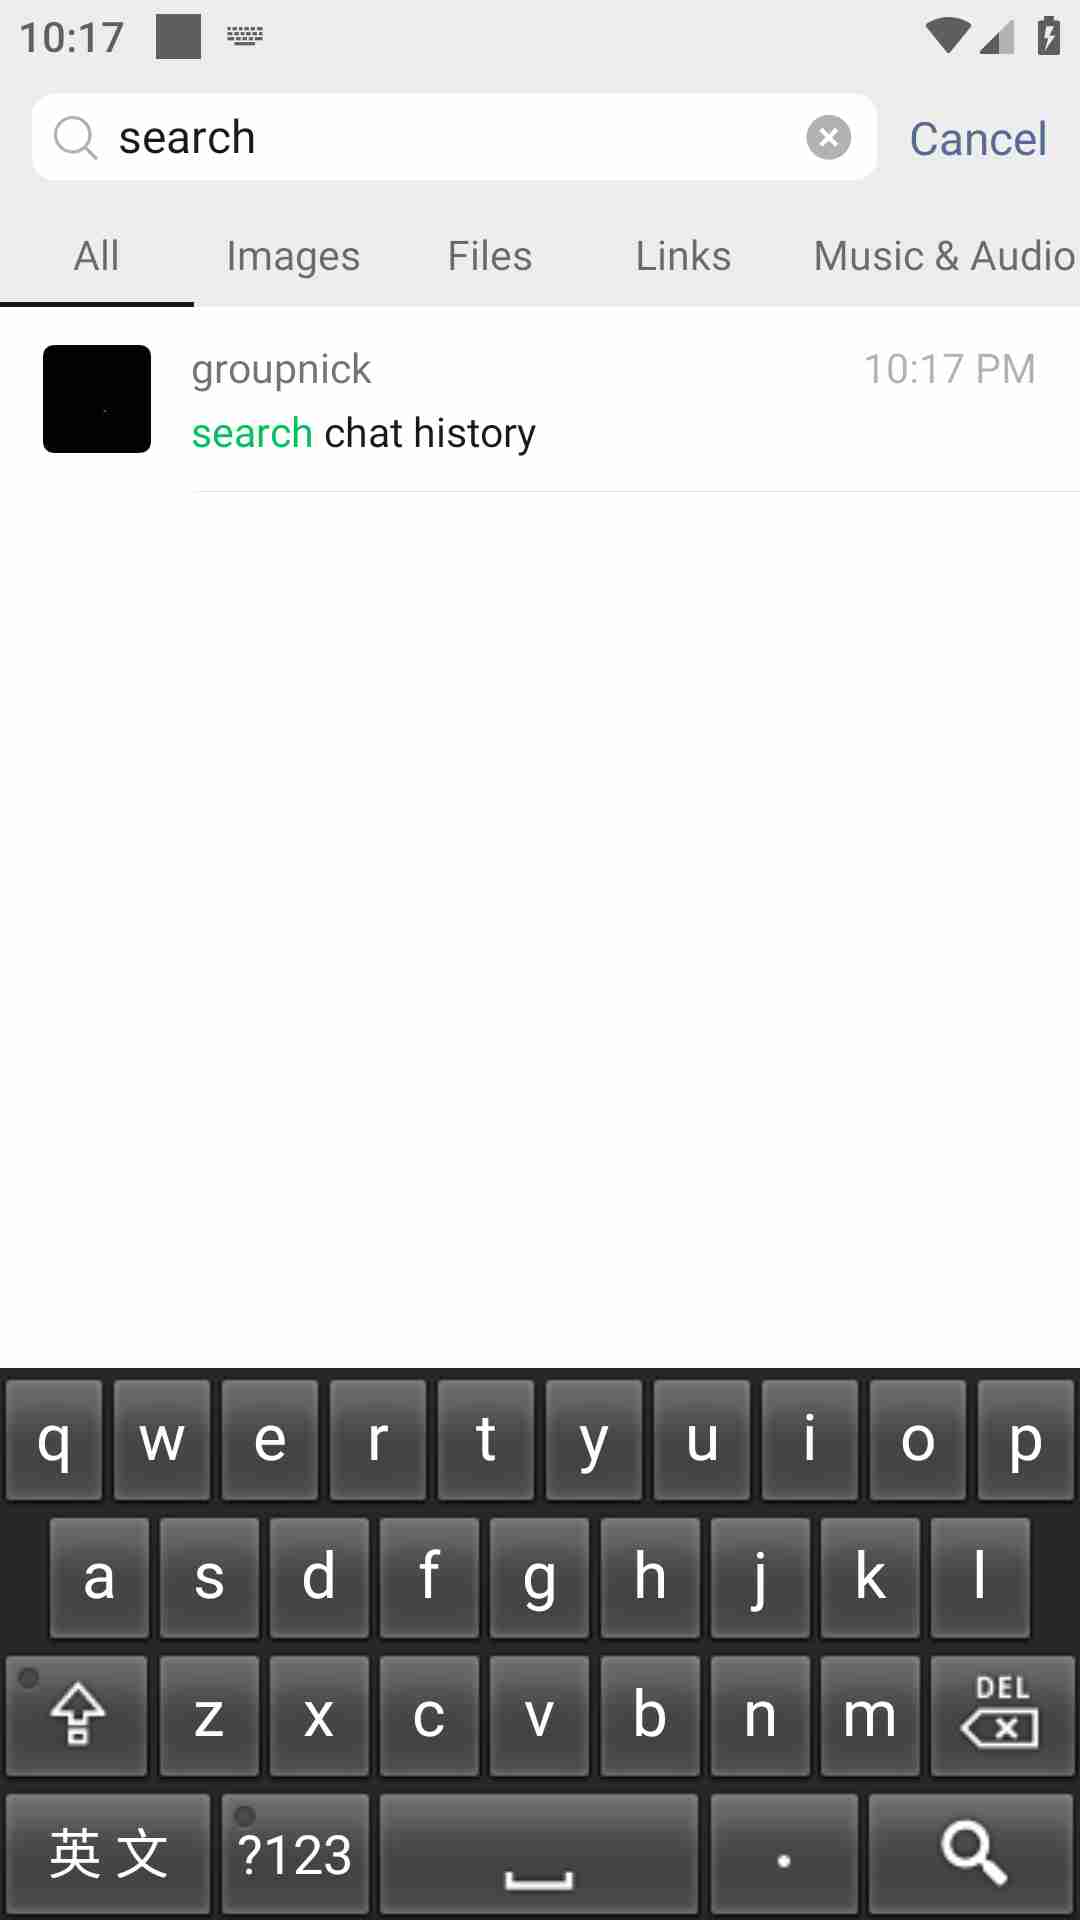 10:17
search
Cancel
All Images Files Links Music & Audio
groupnick 10:17 PM
search chat history
q w e r t y u i o p
a s d f g h j k l
z x c v b n m DEL
英文 ?123 .